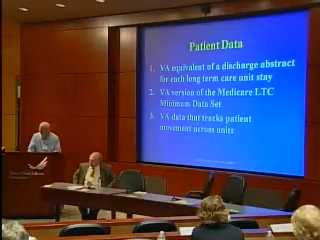 Patient Data
1. VA equivalent of a discharge abstract
for each long term care unit stay
2. VA version of the Medicare LTC
Minimum Data Set
3. VA data that tracks patient
movement across units